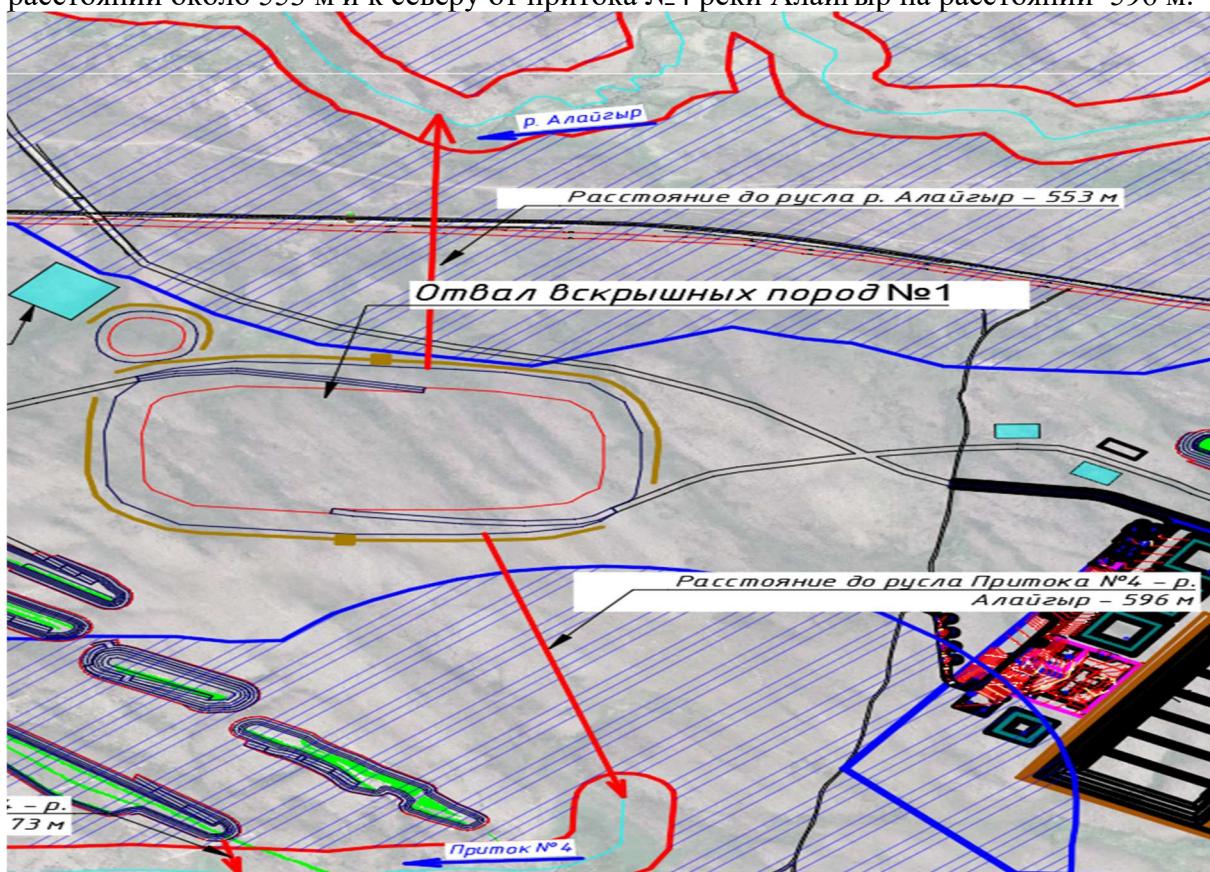 расстоянии около 553 м и к северу от притока №4 реки Алайгыр на расстоянии 596 м.
р. Алайгыр
Расстояние до русла р. Алайгыр – 553 м
Отвал вскрышных пород №1
Расстояние до русла Притока №4 – р.
Алайгыр – 596 м
– р.
73 м
Приток №4